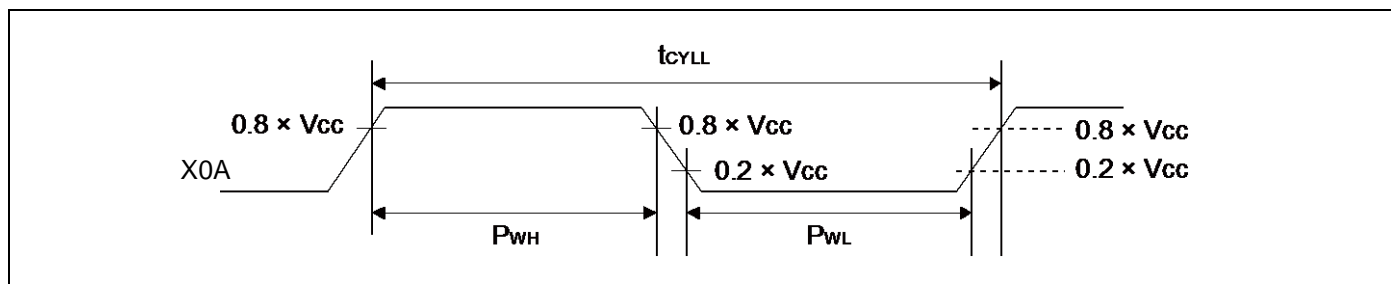 tCYLL
0.8 × Vcc
0.8 × Vcc
0.8 × Vcc
X0A
0.2 × Vcc
0.2 × Vcc
PWH
PWL